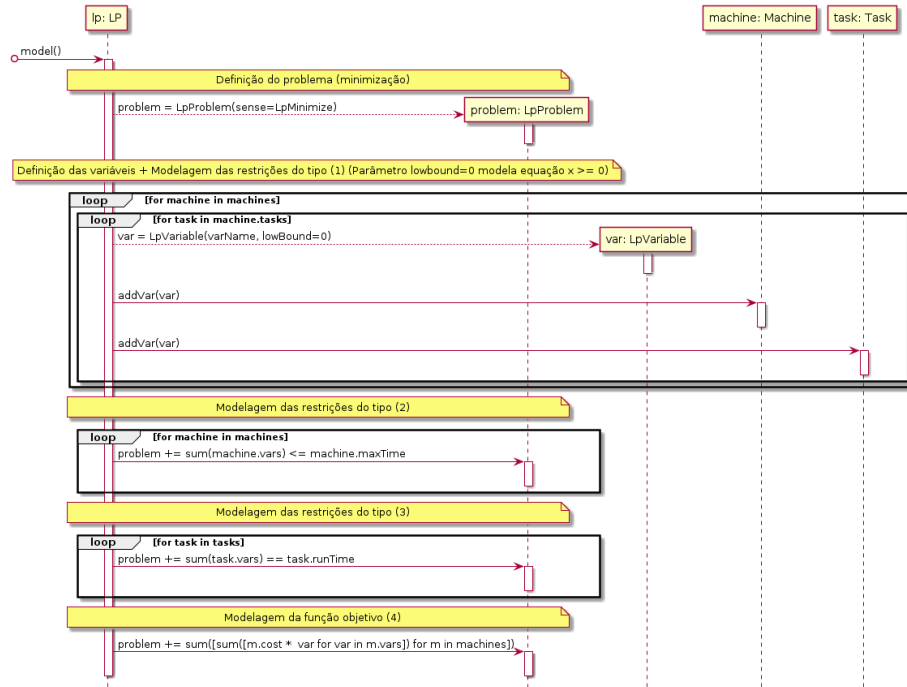 lp: LP
machine: Machine
task: Task
model()
Definição do problema (minimização)
problem = LpProblem(sense=LpMinimize)
problem: LpProblem
Definição das variáveis + Modelagem das restrições do tipo (1) (Parâmetro lowbound=0 modela equação x >= 0)
loop [for machine in machines]
loop [for task in machine.tasks]
var = LpVariable(varName, lowBound=0)
var: LpVariable
addVar(var)
addVar(var)
Modelagem das restrições do tipo (2)
loop [for machine in machines]
problem += sum(machine.vars) <= machine.maxTime
Modelagem das restrições do tipo (3)
loop [for task in tasks]
problem += sum(task.vars) == task.runTime
Modelagem da função objetivo (4)
problem += sum([sum([m.cost * var for var in m.vars]) for m in machines])